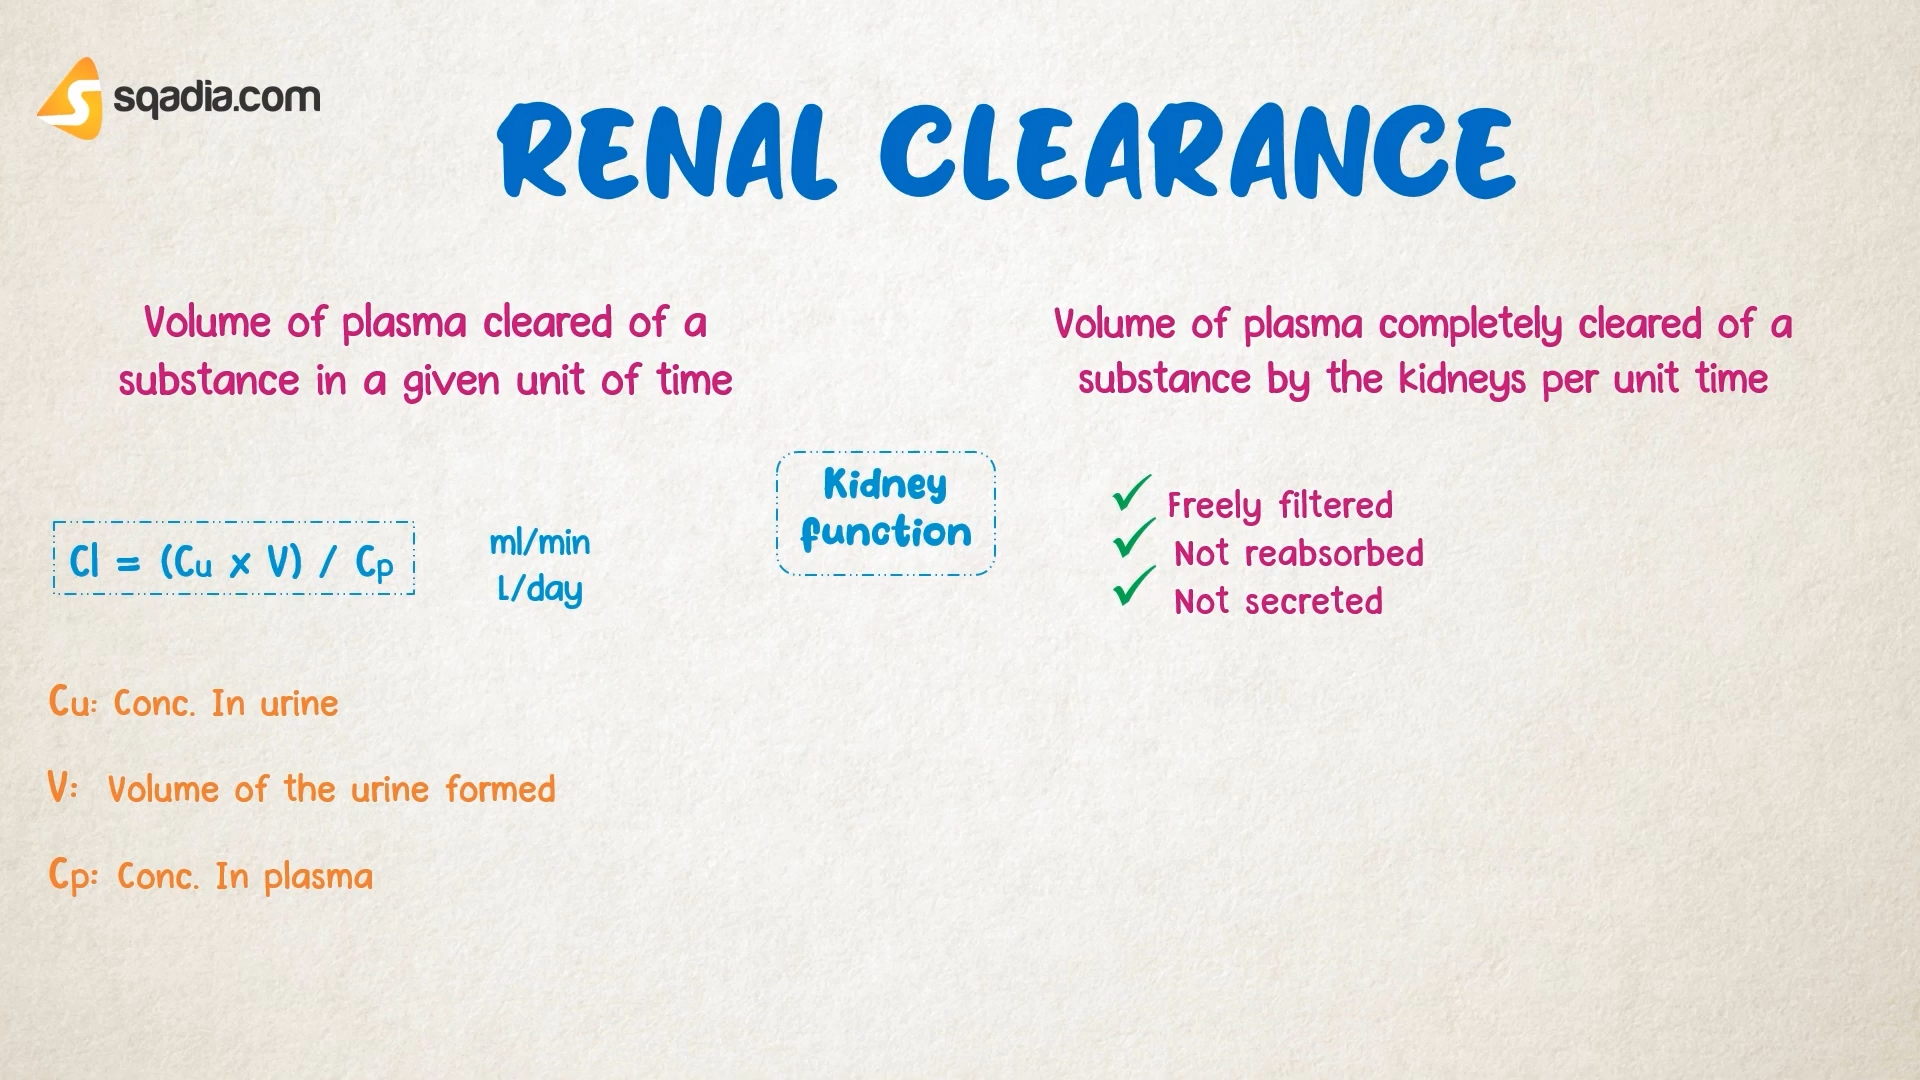 sqadia.com
RENAL CLEARANCE
Volume of plasma cleared of a
substance in a given unit of time
Volume of plasma completely cleared of a
substance by the kidneys per unit time
Kidney
function
Cl = (Cu x V) / Cp
ml/min
L/day
Freely filtered
Not reabsorbed
Not secreted
Cu: Conc. In urine
V: Volume of the urine formed
Cp: Conc. In plasma